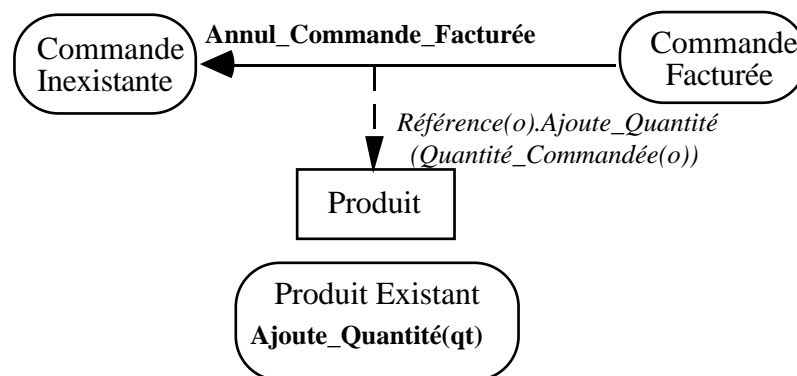 Annul_Commande_Facturée
Commande
Inexistante
Commande
Facturée
Référence(o).Ajoute_Quantité
(Quantité_Commandée(o))
Produit
Produit Existant
Ajoute_Quantité(qt)